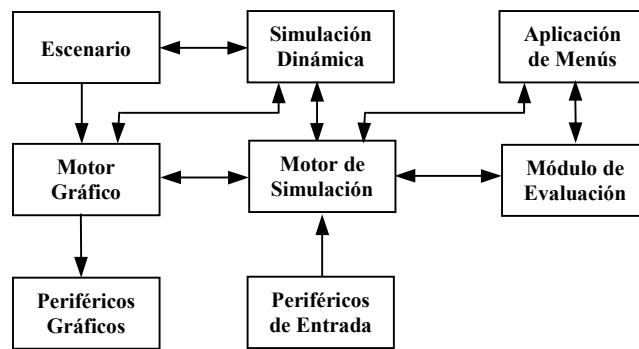 Escenario
Simulación
Dinámica
Aplicación
de Menús
Motor
Gráfico
Motor de
Simulación
Módulo de
Evaluación
Periféricos
Gráficos
Periféricos
de Entrada